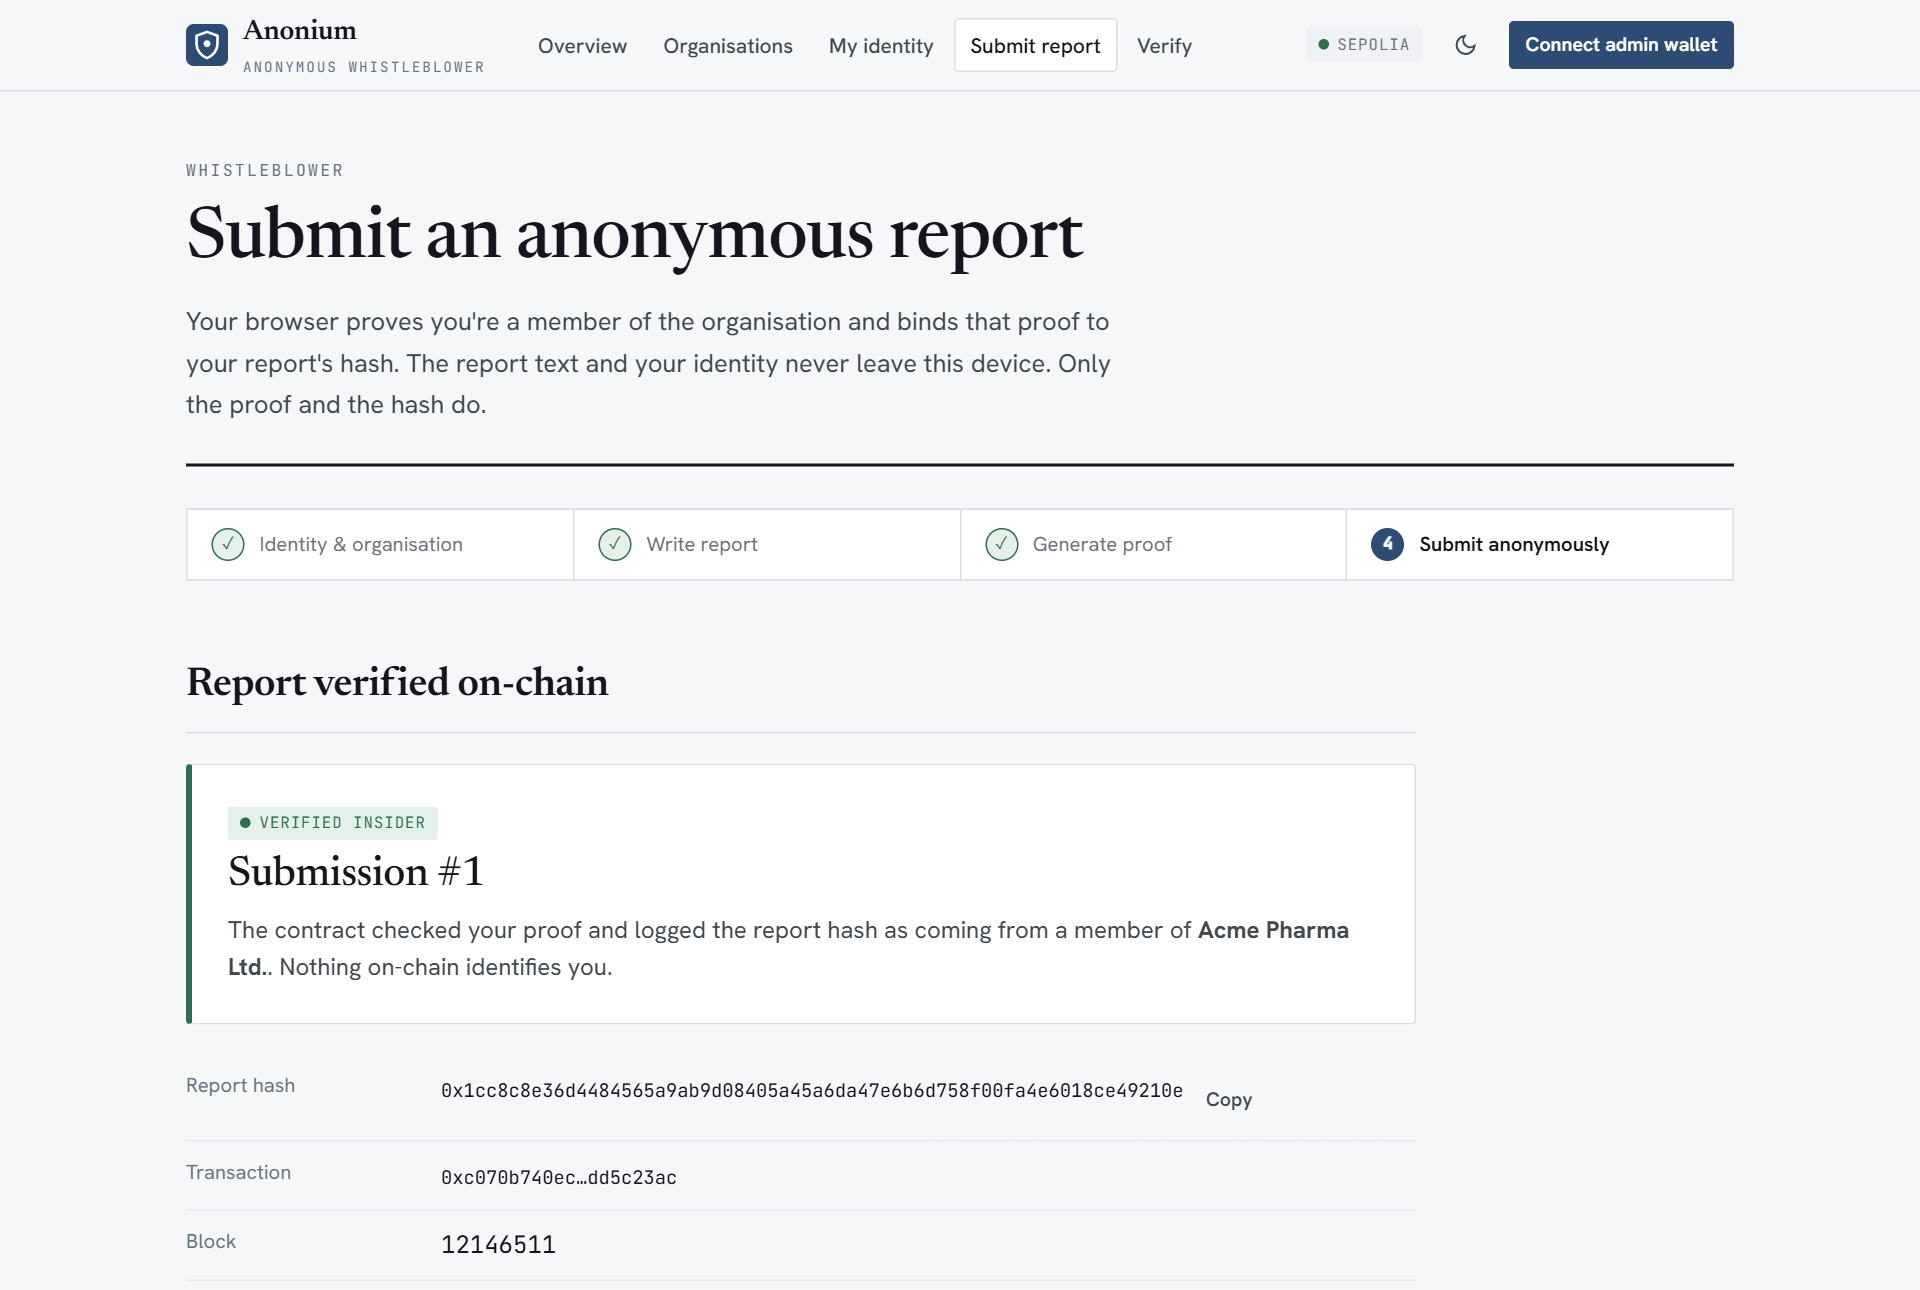 Anonium
ANONYMOUS WHISTLEBLOWER
Overview
Organisations
My identity
Submit report
Verify
SEPOLIA
Connect admin wallet
WHISTLEBLOWER
Submit an anonymous report
Your browser proves you're a member of the organisation and binds that proof to
your report's hash. The report text and your identity never leave this device. Only
the proof and the hash do.
✓ Identity & organisation
✓ Write report
✓ Generate proof
4 Submit anonymously
Report verified on-chain
VERIFIED INSIDER
Submission #1
The contract checked your proof and logged the report hash as coming from a member of Acme Pharma
Ltd.. Nothing on-chain identifies you.
Report hash
0x1cc8c8e36d4484565a9ab9d08405a45a6da47e6b6d758f00fa4e6018ce49210e
Copy
Transaction
0xc070b740ec…dd5c23ac
Block
12146511